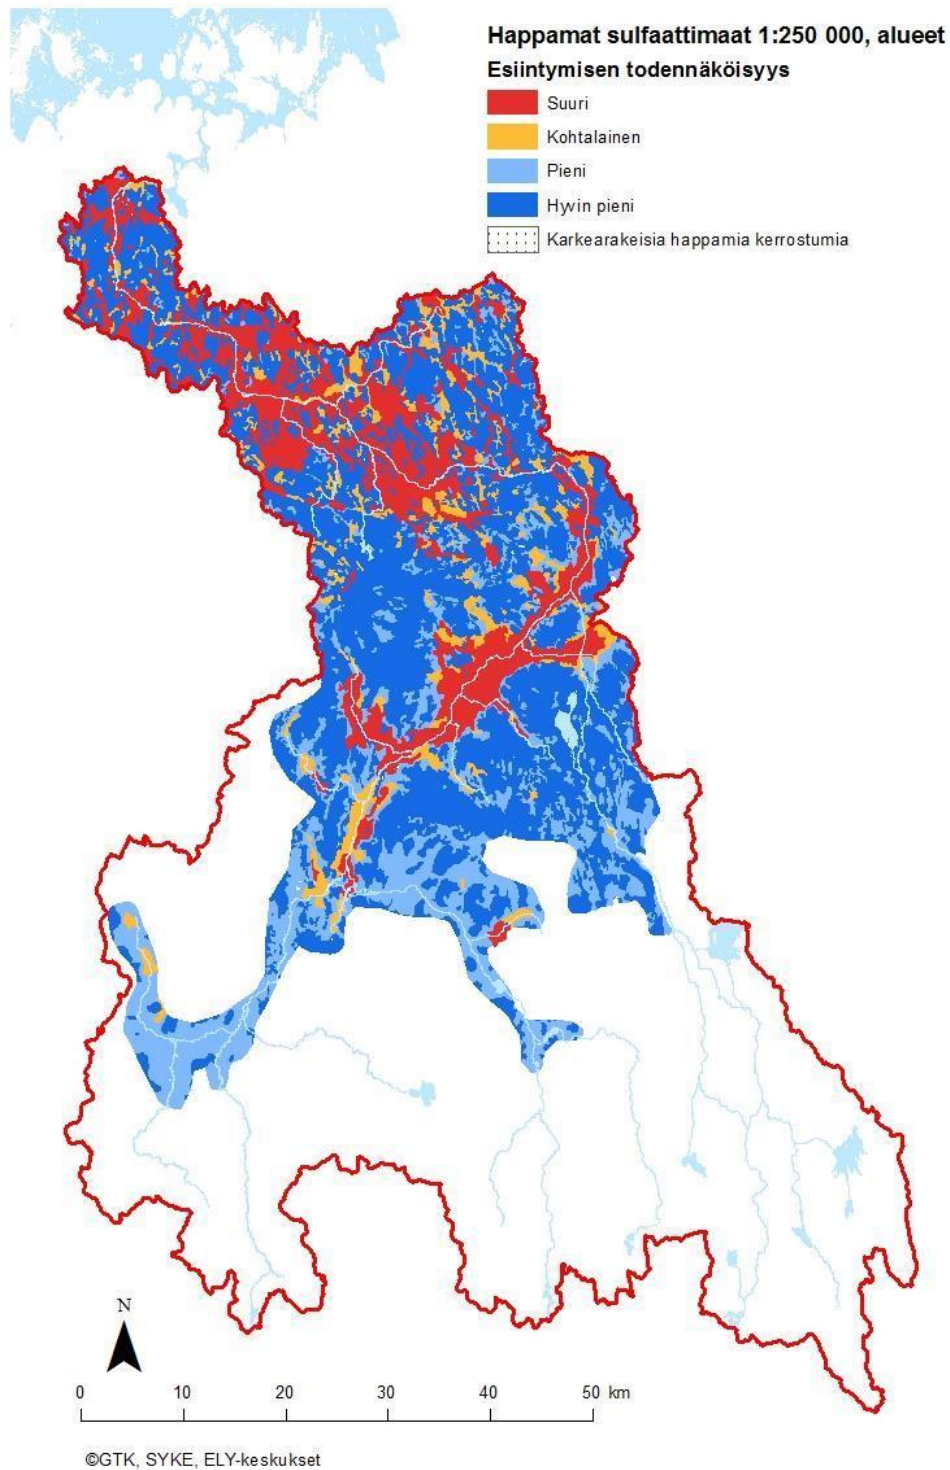 Happamat sulfaattimaat 1:250 000, alueet
Esiintymisen todennäköisyys
Suuri
Kohtalainen
Pieni
Hyvin pieni
Karkearakeisia happamia kerrostumia
N
0 10 20 30 40 50 km
©GTK, SYKE, ELY-keskukset